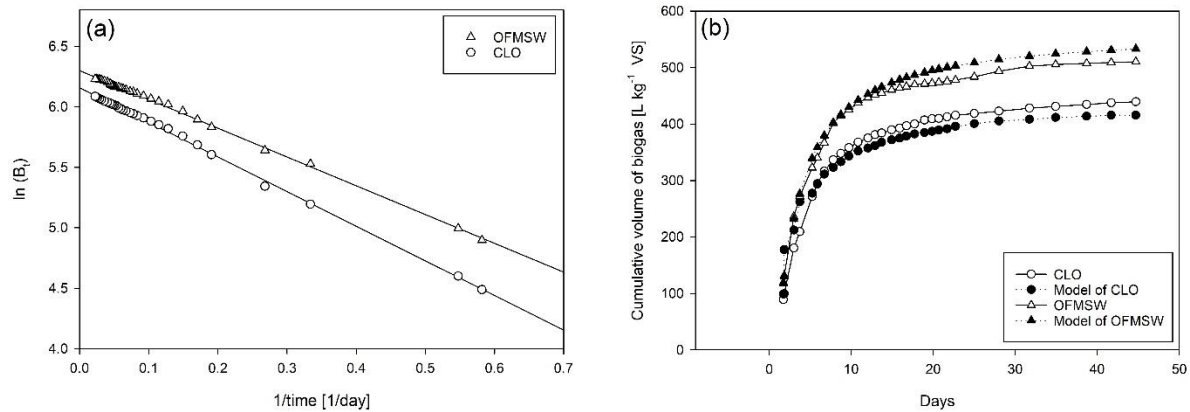 (a)
OFMSW
CLO
6.5
6.0
5.5
5.0
4.5
4.0
ln (Bt)
0.0 0.1 0.2 0.3 0.4 0.5 0.6 0.7
1/time [1/day]
(b)
600
500
400
300
200
100
0
Cumulative volume of biogas [L kg-1 VS]
CLO
Model of CLO
OFMSW
Model of OFMSW
0 10 20 30 40 50
Days